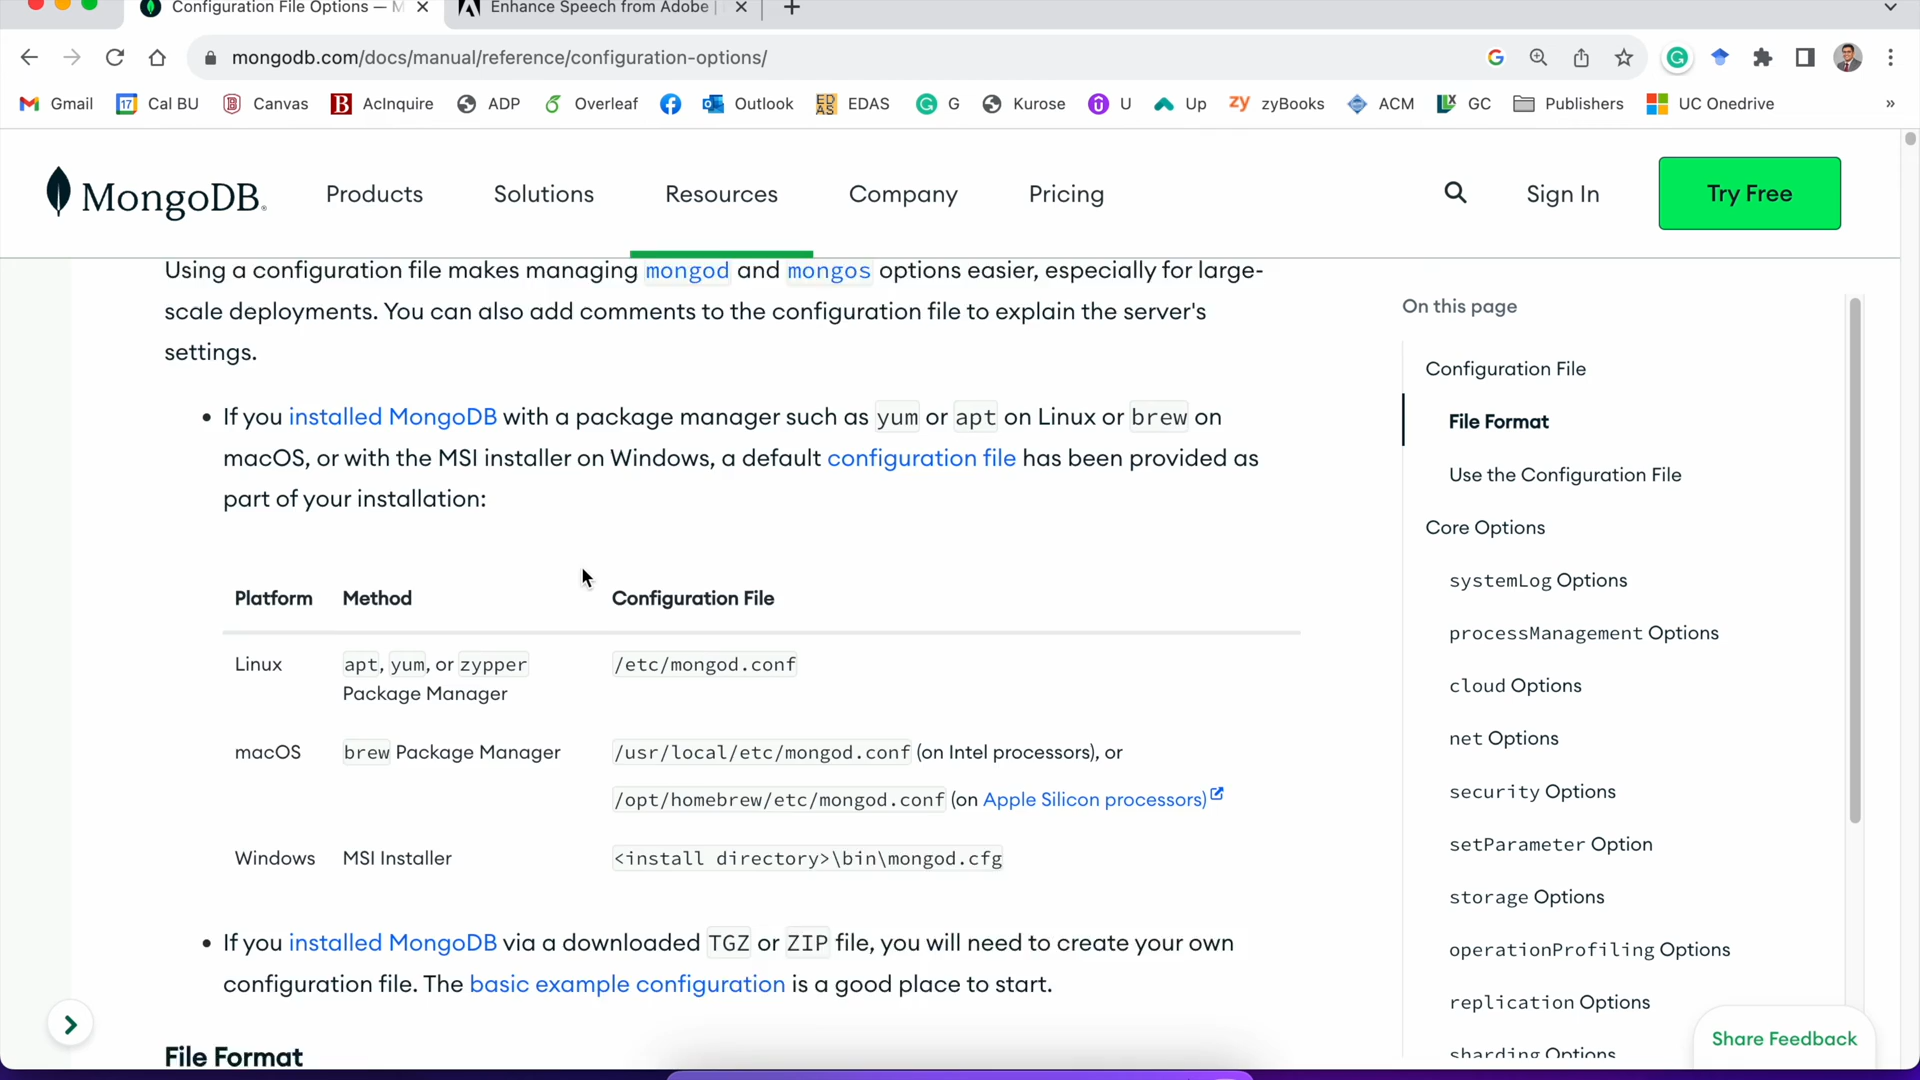 Configuration File Options — M
Enhance Speech from Adobe |
mongodb.com/docs/manual/reference/configuration-options/
Gmail
Cal BU
Canvas
AcInquire
ADP
Overleaf
Outlook
EDAS
G
Kurose
U
Up
zyBooks
ACM
GC
Publishers
UC Onedrive
»
MongoDB.
Products
Solutions
Resources
Company
Pricing
Sign In
Try Free
Using a configuration file makes managing mongod and mongos options easier, especially for large-
scale deployments. You can also add comments to the configuration file to explain the server's
settings.
• If you installed MongoDB with a package manager such as yum or apt on Linux or brew on
macOS, or with the MSI installer on Windows, a default configuration file has been provided as
part of your installation:
Platform Method Configuration File
Linux apt, yum, or zypper /etc/mongod.conf
Package Manager
macOS brew Package Manager /usr/local/etc/mongod.conf (on Intel processors), or
/opt/homebrew/etc/mongod.conf (on Apple Silicon processors)
Windows MSI Installer <install directory>\bin\mongod.cfg
• If you installed MongoDB via a downloaded TGZ or ZIP file, you will need to create your own
configuration file. The basic example configuration is a good place to start.
File Format
On this page
Configuration File
File Format
Use the Configuration File
Core Options
systemLog Options
processManagement Options
cloud Options
net Options
security Options
setParameter Option
storage Options
operationProfiling Options
replication Options
sharding Options
Share Feedback